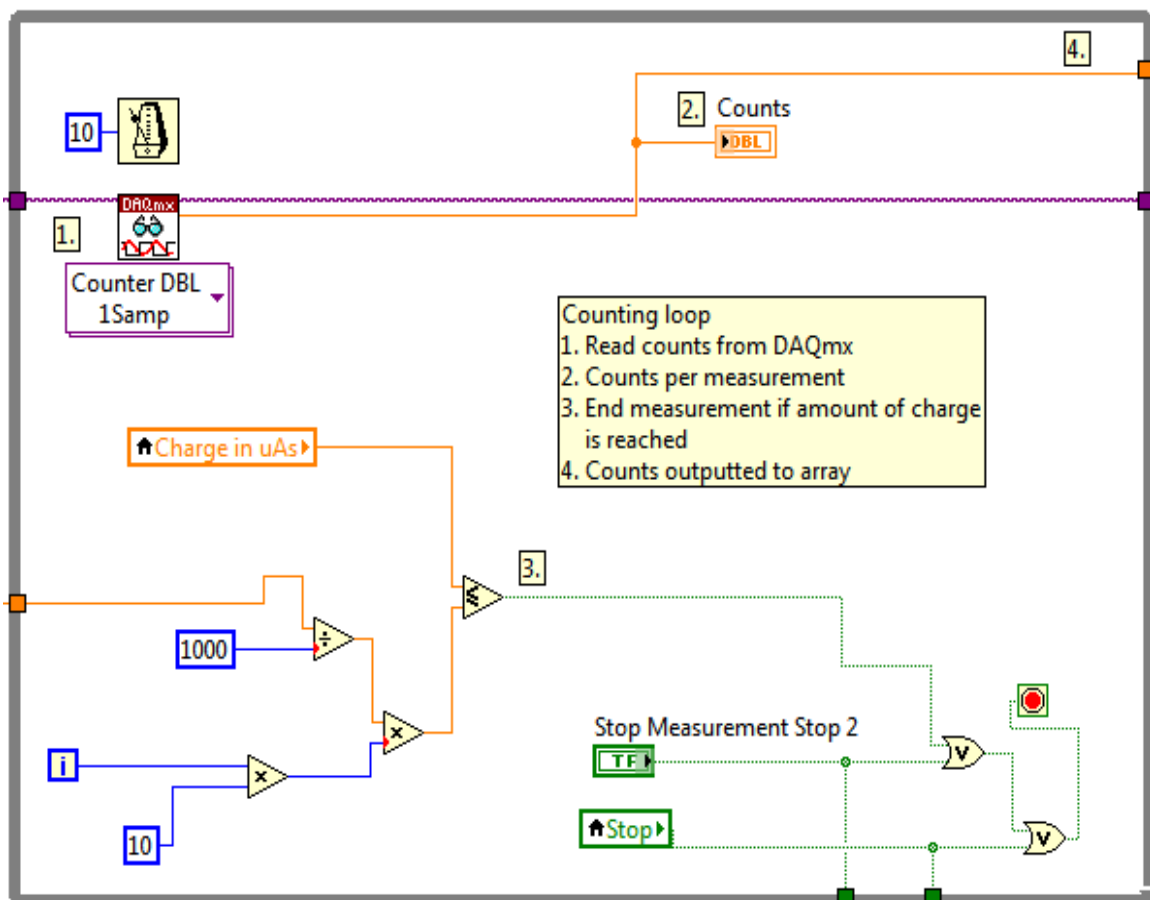 4.
2. Counts
DBL
10
DAQmx
1.
Counter DBL
1Samp
Counting loop
1. Read counts from DAQmx
2. Counts per measurement
3. End measurement if amount of charge
is reached
4. Counts outputted to array
Charge in uAs
3.
≤
÷
1000
x
i
x
10
Stop Measurement Stop 2
TF
V
Stop
V